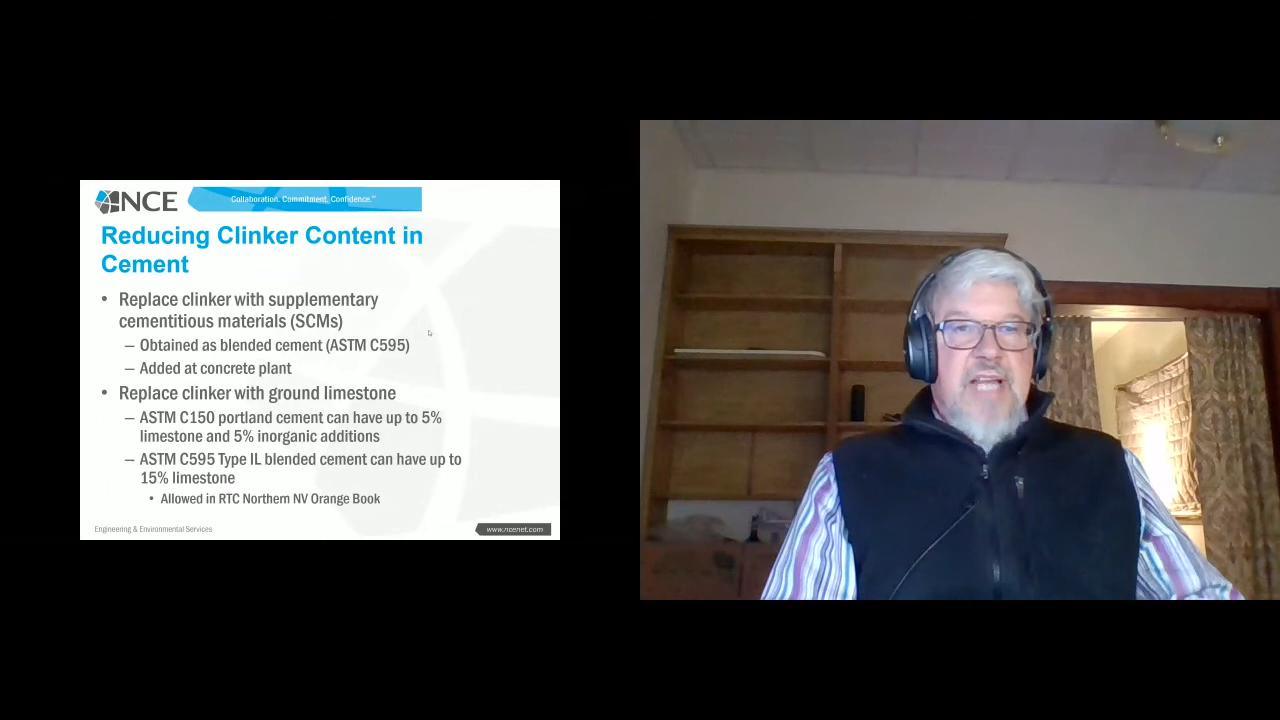 NCE
Collaboration. Commitment. Confidence.™
Reducing Clinker Content in
Cement
• Replace clinker with supplementary
cementitious materials (SCMs)
– Obtained as blended cement (ASTM C595)
– Added at concrete plant
• Replace clinker with ground limestone
– ASTM C150 portland cement can have up to 5%
limestone and 5% inorganic additions
– ASTM C595 Type IL blended cement can have up to
15% limestone
• Allowed in RTC Northern NV Orange Book
Engineering & Environmental Services
www.ncenet.com